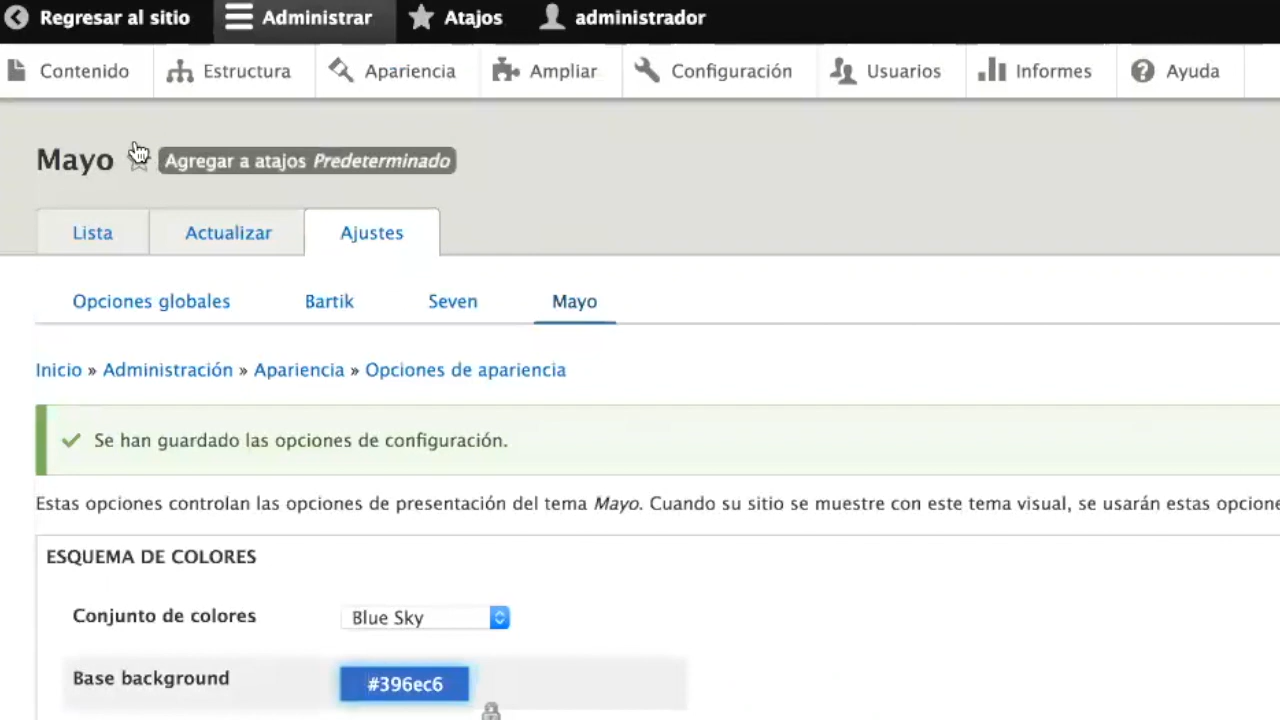 Regresar al sitio Administrar Atajos administrador
Contenido Estructura Apariencia Ampliar Configuración Usuarios Informes Ayuda
Mayo Agregar a atajos Predeterminado
Lista Actualizar Ajustes
Opciones globales Bartik Seven Mayo
Inicio » Administración » Apariencia » Opciones de apariencia
Se han guardado las opciones de configuración.
Estas opciones controlan las opciones de presentación del tema Mayo. Cuando su sitio se muestre con este tema visual, se usarán estas opcione
ESQUEMA DE COLORES
Conjunto de colores Blue Sky
Base background #396ec6